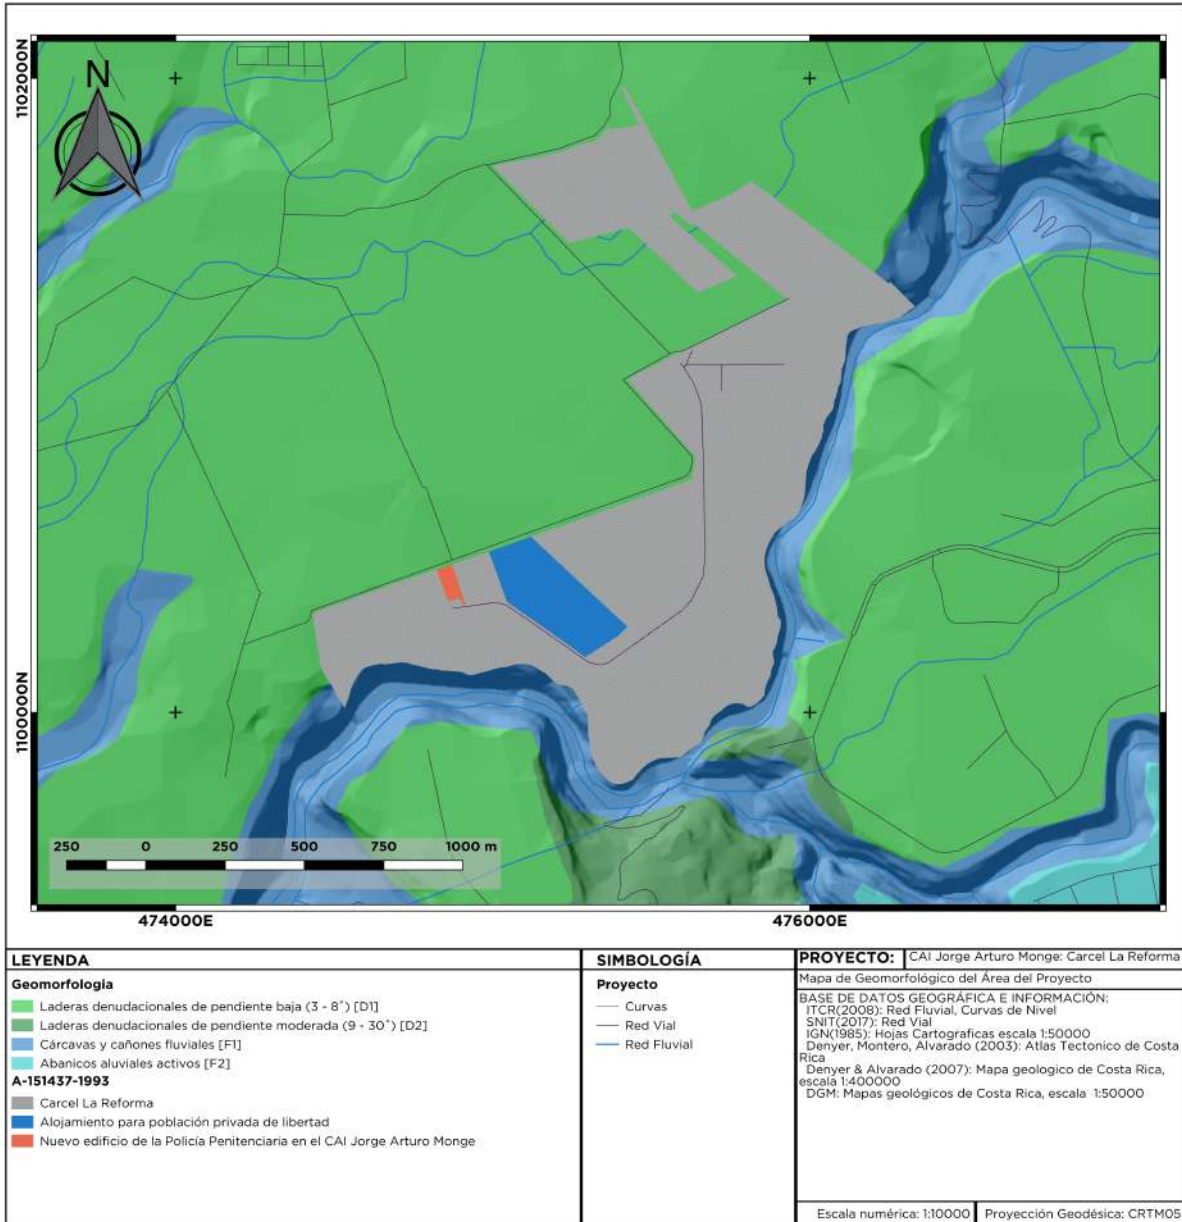 1102000N
N
1100000N
250 0 250 500 750 1000 m
474000E 476000E
LEYENDA
Geomorfologia
Laderas denudacionales de pendiente baja (3 - 8°) [D1]
Laderas denudacionales de pendiente moderada (9 - 30°) [D2]
Cárcavas y cañones fluviales [F1]
Abanicos aluviales activos [F2]
A-151437-1993
Carcel La Reforma
Alojamiento para población privada de libertad
Nuevo edificio de la Policía Penitenciaria en el CAI Jorge Arturo Monge
SIMBOLOGÍA
Proyecto
Curvas
Red Vial
Red Fluvial
PROYECTO: CAI Jorge Arturo Monge: Carcel La Reforma
Mapa de Geomorfológico del Área del Proyecto
BASE DE DATOS GEOGRÁFICA E INFORMACIÓN:
ITCR(2008): Red Fluvial, Curvas de Nivel
SNIT(2017): Red Vial
IGN(1985): Hojas Cartograficas escala 1:50000
Denyer, Montero, Alvarado (2003): Atlas Tectonico de Costa
Rica
Denyer & Alvarado (2007): Mapa geologico de Costa Rica,
escala 1:400000
DGM: Mapas geológicos de Costa Rica, escala 1:50000
Escala numérica: 1:10000 Proyección Geodésica: CRTM05